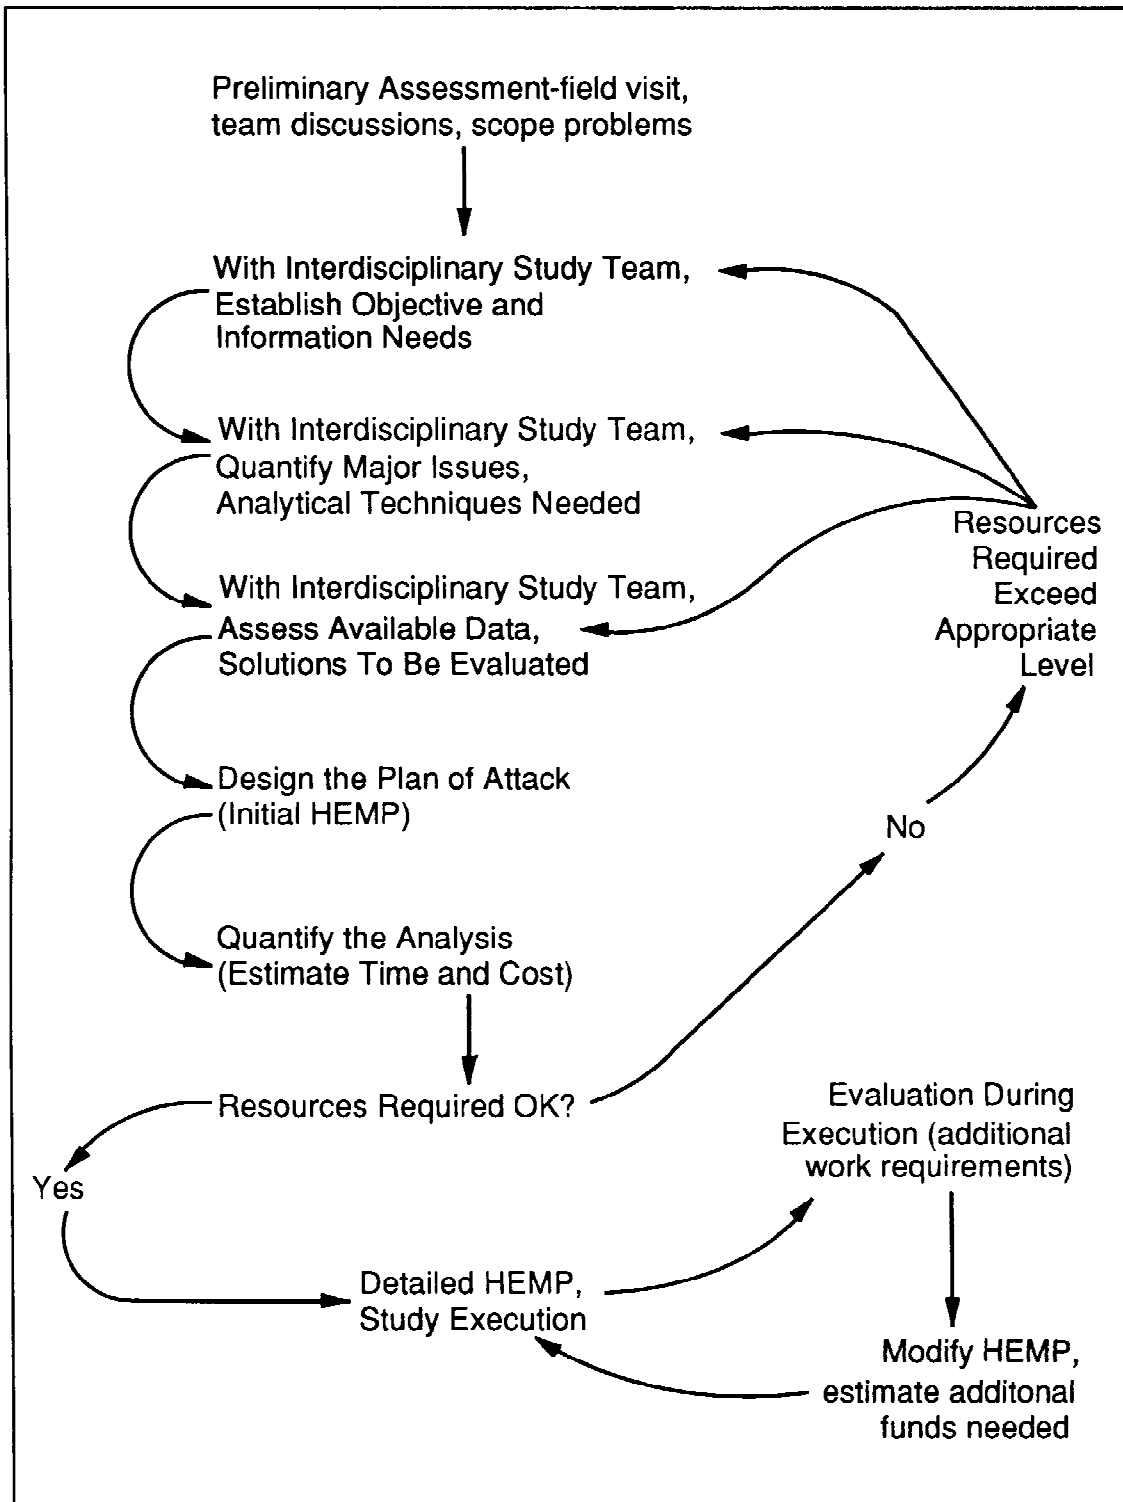 Preliminary Assessment-field visit,
team discussions, scope problems
With Interdisciplinary Study Team,
Establish Objective and
Information Needs
With Interdisciplinary Study Team,
Quantify Major Issues,
Analytical Techniques Needed
Resources
Required
Exceed
Appropriate
Level
With Interdisciplinary Study Team,
Assess Available Data,
Solutions To Be Evaluated
Design the Plan of Attack
(Initial HEMP)
No
Quantify the Analysis
(Estimate Time and Cost)
Resources Required OK?
Yes
Evaluation During
Execution (additional
work requirements)
Detailed HEMP,
Study Execution
Modify HEMP,
estimate additonal
funds needed